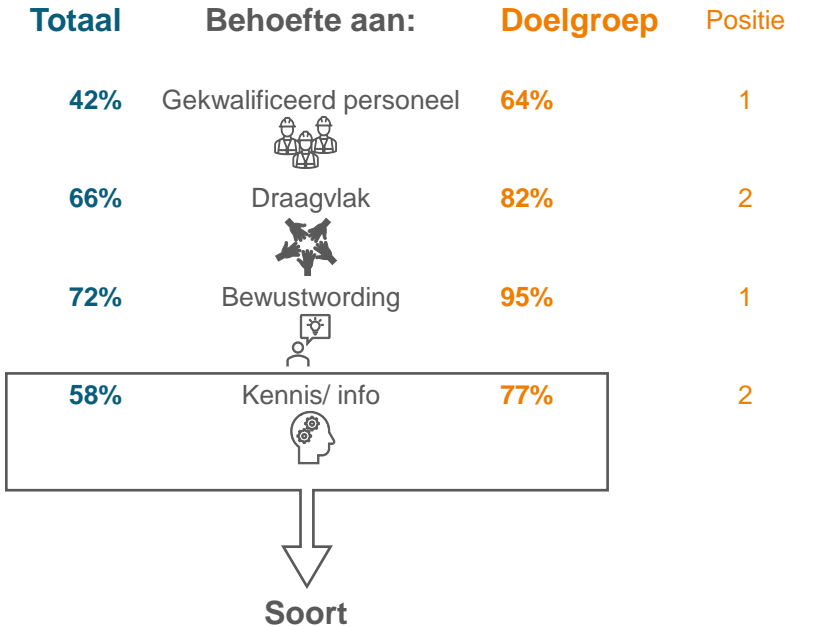 Totaal Behoefte aan: Doelgroep Positie
42% Gekwalificeerd personeel 64% 1
66% Draagvlak 82% 2
72% Bewustwording 95% 1
58% Kennis/ info 77% 2
Soort